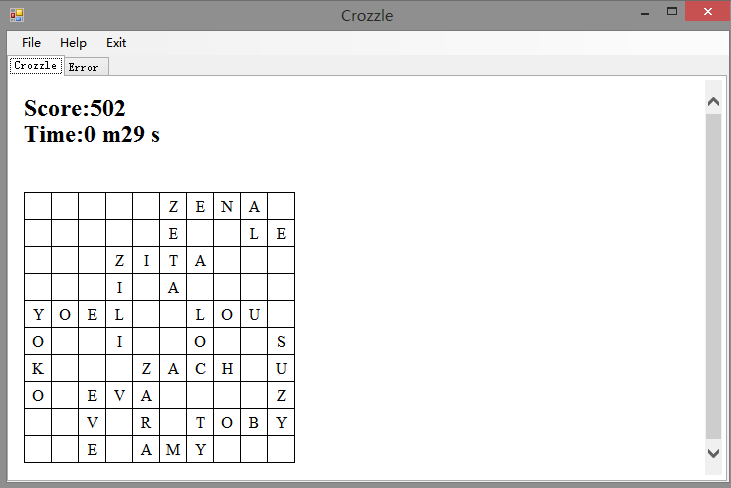 Crozzle
File Help Exit
Crozzle Error
Score:502
Time:0 m29 s
Z E N A
E L E
Z I T A
I A
Y O E L I L O U
O I O S
K Z A C H U
O E V A Z
V R T O B Y
E A M Y